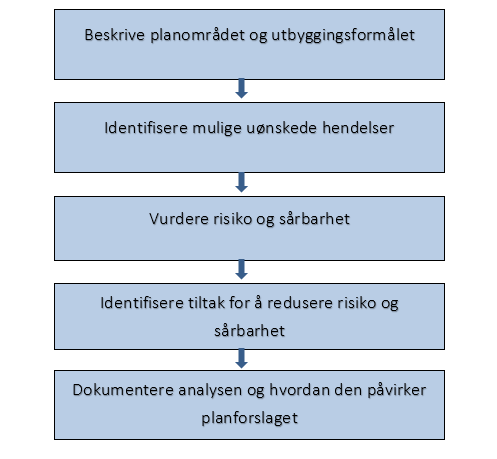 Beskrive planområdet og utbyggingsformålet
Identifisere mulige uønskede hendelser
Vurdere risiko og sårbarhet
Identifisere tiltak for å redusere risiko og
sårbarhet
Dokumentere analysen og hvordan den påvirker
planforslaget